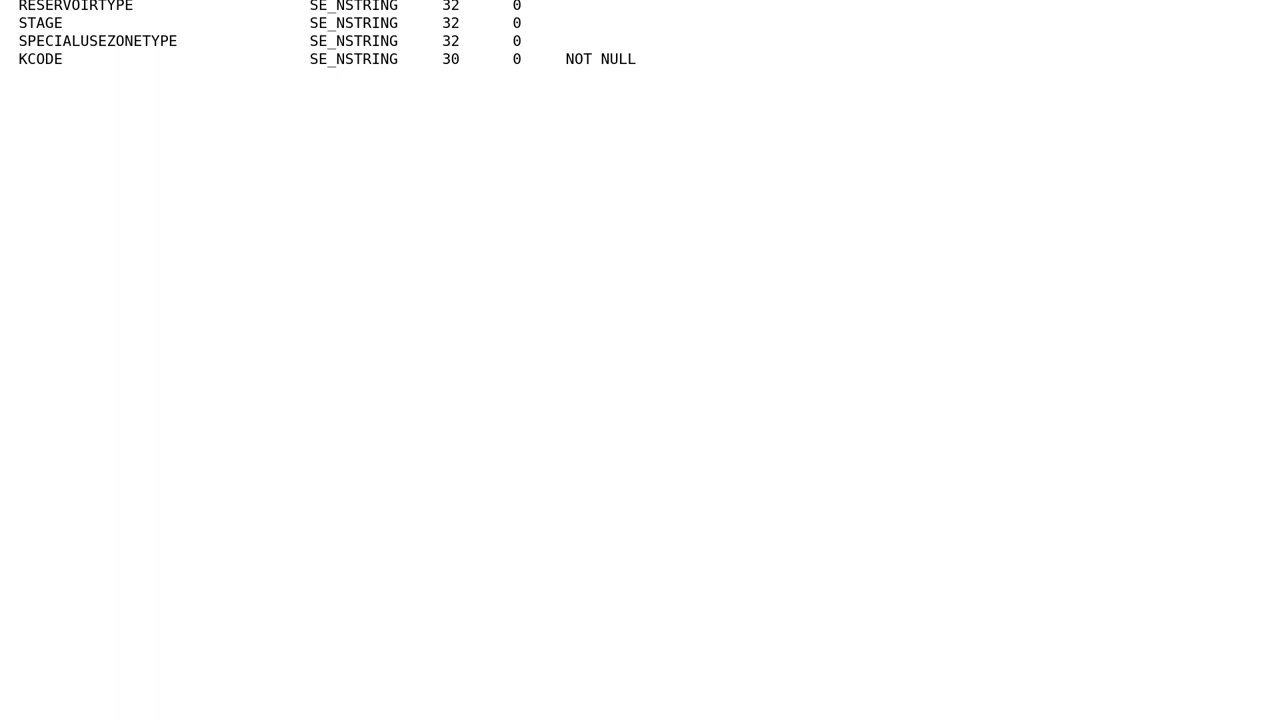 RESERVOIRTYPE                    SE_NSTRING     32      0
STAGE                            SE_NSTRING     32      0
SPECIALUSEZONETYPE               SE_NSTRING     32      0
KCODE                            SE_NSTRING     30      0     NOT NULL